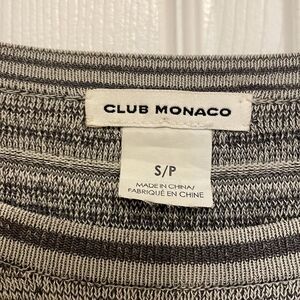 CLUB MONACO
S/P
MADE IN CHINA/
FABRIQUÉ EN CHINE